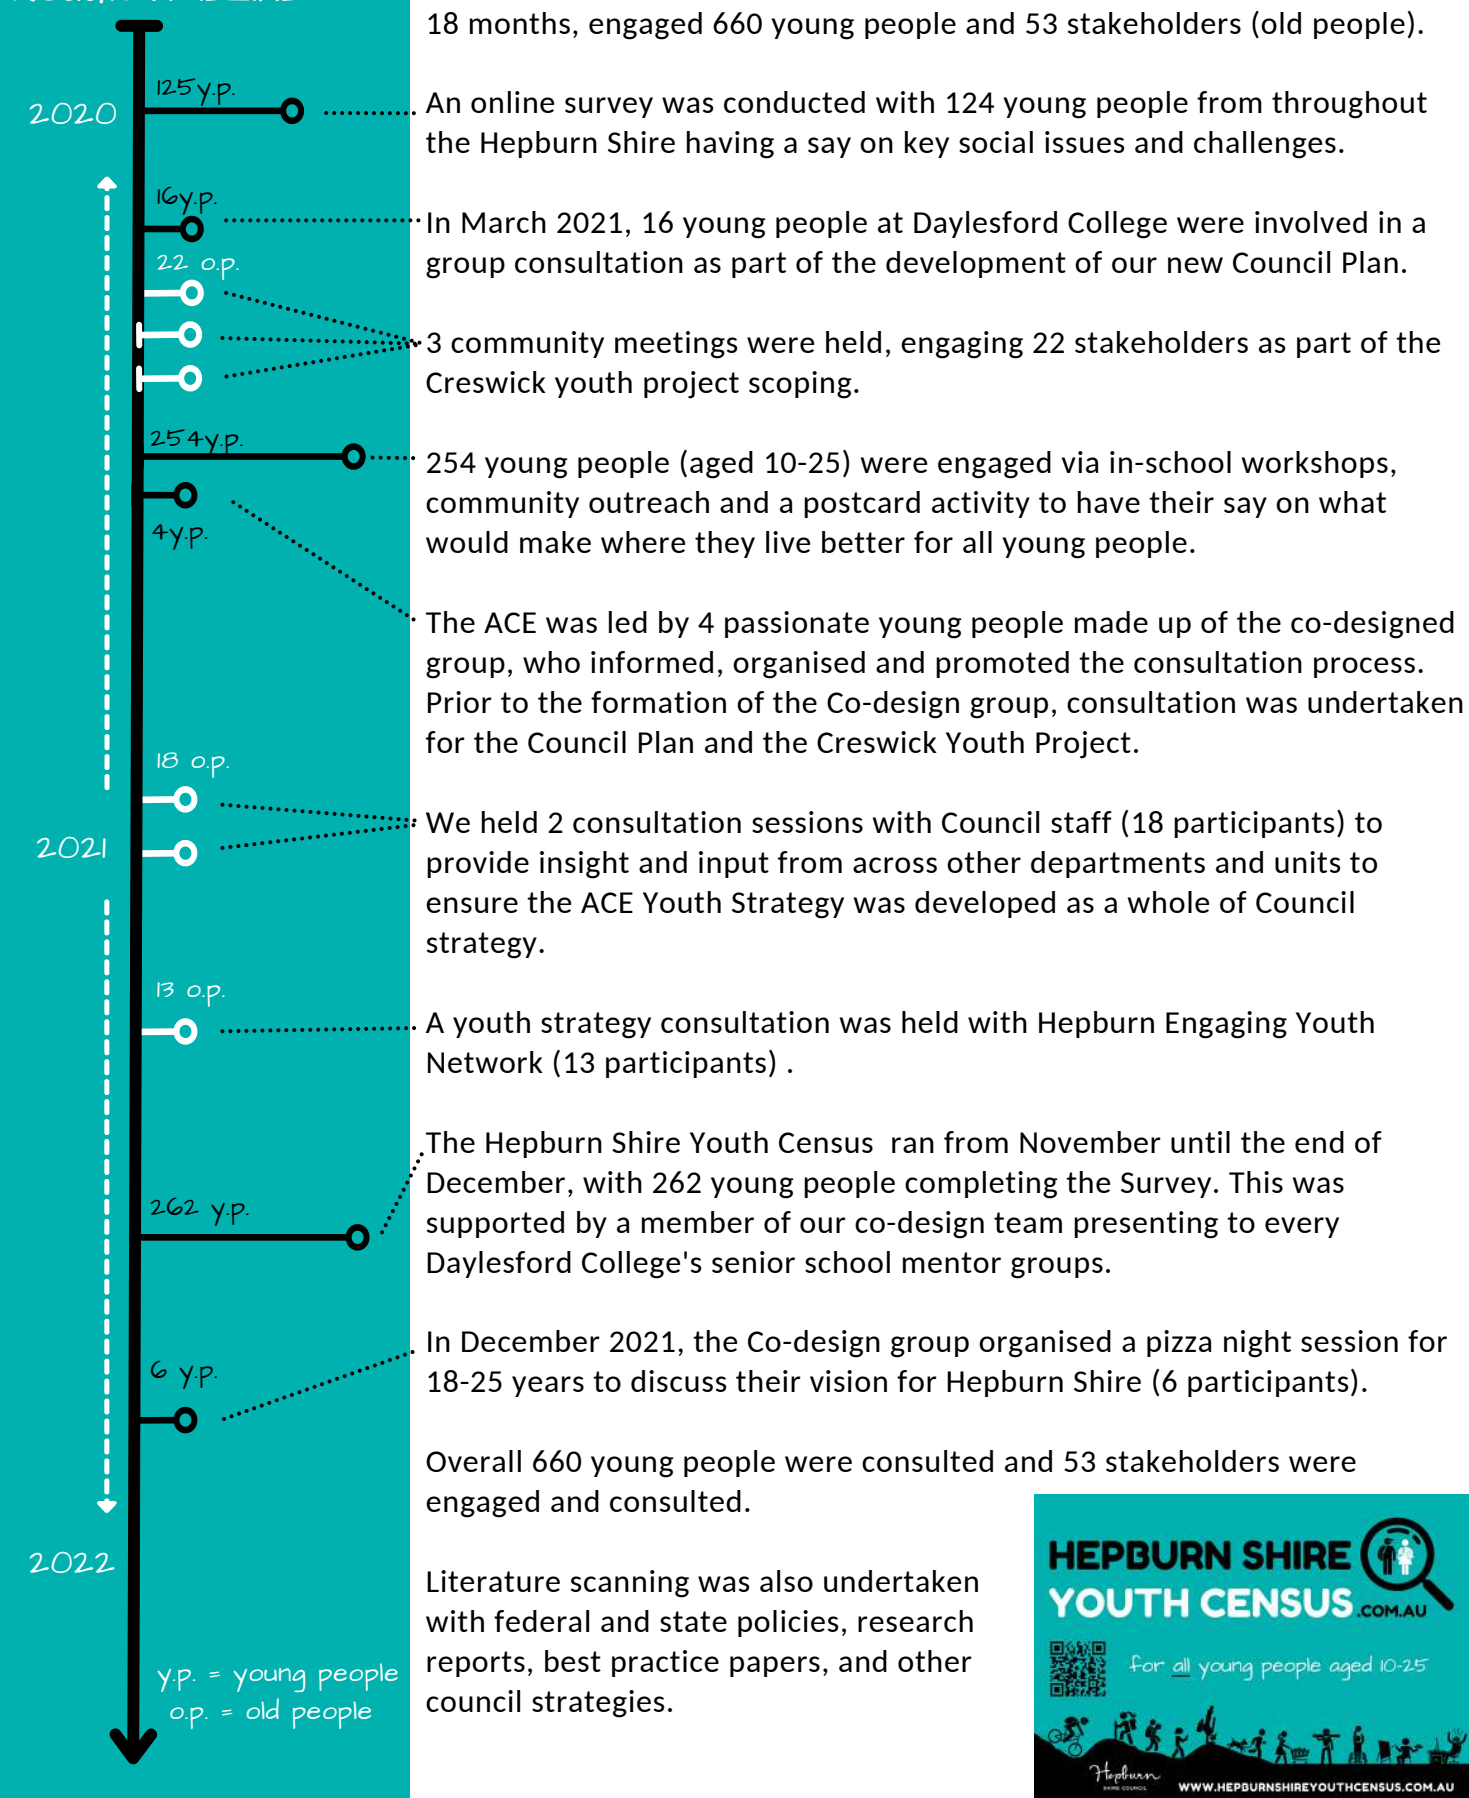 18 months, engaged 660 young people and 53 stakeholders (old people).
2020
125y.p.
An online survey was conducted with 124 young people from throughout
the Hepburn Shire having a say on key social issues and challenges.
16y.p.
In March 2021, 16 young people at Daylesford College were involved in a
group consultation as part of the development of our new Council Plan.
22 o.p.
3 community meetings were held, engaging 22 stakeholders as part of the
Creswick youth project scoping.
254y.p.
254 young people (aged 10-25) were engaged via in-school workshops,
community outreach and a postcard activity to have their say on what
would make where they live better for all young people.
4y.p.
The ACE was led by 4 passionate young people made up of the co-designed
group, who informed, organised and promoted the consultation process.
Prior to the formation of the Co-design group, consultation was undertaken
for the Council Plan and the Creswick Youth Project.
18 o.p.
2021
We held 2 consultation sessions with Council staff (18 participants) to
provide insight and input from across other departments and units to
ensure the ACE Youth Strategy was developed as a whole of Council
strategy.
13 o.p.
A youth strategy consultation was held with Hepburn Engaging Youth
Network (13 participants) .
262 y.p.
The Hepburn Shire Youth Census  ran from November until the end of
December, with 262 young people completing the Survey. This was
supported by a member of our co-design team presenting to every
Daylesford College's senior school mentor groups.
6 y.p.
In December 2021, the Co-design group organised a pizza night session for
18-25 years to discuss their vision for Hepburn Shire (6 participants).
Overall 660 young people were consulted and 53 stakeholders were
engaged and consulted.
2022
Literature scanning was also undertaken
with federal and state policies, research
reports, best practice papers, and other
council strategies.
y.p. = young people
o.p. = old people
HEPBURN SHIRE
YOUTH CENSUS.COM.AU
for all young people aged 10-25
Hepburn
SHIRE COUNCIL
WWW.HEPBURNSHIREYOUTHCENSUS.COM.AU